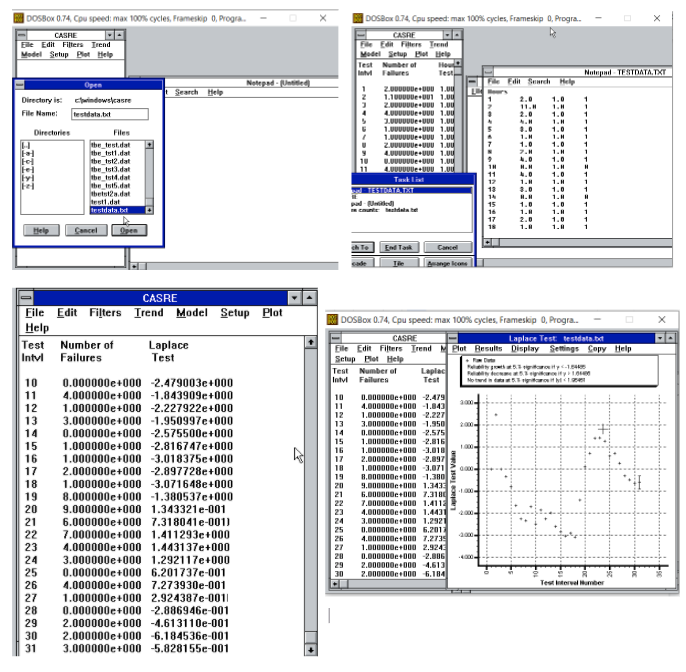 DOSBox 0.74, Cpu speed: max 100% cycles, Frameskip 0, Progra...
CASRE
File Edit Filters Trend
Model Setup Plot Help
Open
Directory is: c:\windows\casre
File Name: testdata.txt
Directories Files
[..]
[-a-]
[-c-]
[-e-]
[-y-]
[-z-]
tbe_test.dat
tbe_tst1.dat
tbe_tst2.dat
tbe_tst3.dat
tbe_tst4.dat
tbe_tst5.dat
tbetst2a.dat
test1.dat
testdata.txt
Help Cancel Open
Notepad - (Untitled)
t Search Help
DOSBox 0.74, Cpu speed: max 100% cycles, Frameskip 0, Progra...
CASRE
File Edit Filters Trend
Model Setup Plot Help
Test Number of Hour
Intvl Failures Test
1 2.000000e+000 1.00
2 1.100000e+001 1.00
3 2.000000e+000 1.00
4 4.000000e+000 1.00
5 3.000000e+000 1.00
6 1.000000e+000 1.00
7 1.000000e+000 1.00
8 2.000000e+000 1.00
9 4.000000e+000 1.00
10 0.000000e+000 1.00
11 4.000000e+000 1.00
Task List
pad - TESTDATA.TXT
pad - (Untitled)
re counts: testdata.txt
ch To End Task Cancel
cade Tile Arrange Icons
Notepad - TESTDATA.TXT
File Edit Search Help
Hours
1 2.0 1.0 1
2 11.0 1.0 1
3 2.0 1.0 1
4 4.0 1.0 1
5 3.0 1.0 1
6 1.0 1.0 1
7 1.0 1.0 1
8 2.0 1.0 1
9 4.0 1.0 1
10 0.0 1.0 0
11 4.0 1.0 1
12 1.0 1.0 1
13 3.0 1.0 1
14 0.0 1.0 0
15 1.0 1.0 1
16 1.0 1.0 1
17 2.0 1.0 1
18 1.0 1.0 1
CASRE
File Edit Filters Trend Model Setup Plot
Help
Test Number of Laplace
Intvl Failures Test
10 0.000000e+000 -2.479003e+000
11 4.000000e+000 -1.843909e+000
12 1.000000e+000 -2.227922e+000
13 3.000000e+000 -1.950997e+000
14 0.000000e+000 -2.575500e+000
15 1.000000e+000 -2.816747e+000
16 1.000000e+000 -3.018375e+000
17 2.000000e+000 -2.897728e+000
18 1.000000e+000 -3.071648e+000
19 8.000000e+000 -1.380537e+000
20 9.000000e+000 1.343321e-001
21 6.000000e+000 7.318041e-001
22 7.000000e+000 1.411293e+000
23 4.000000e+000 1.443137e+000
24 3.000000e+000 1.292117e+000
25 0.000000e+000 6.201737e-001
26 4.000000e+000 7.273930e-001
27 1.000000e+000 2.924387e-001
28 0.000000e+000 -2.886946e-001
29 2.000000e+000 -4.613110e-001
30 2.000000e+000 -6.184536e-001
31 3.000000e+000 -5.828155e-001
DOSBox 0.74, Cpu speed: max 100% cycles, Frameskip 0, Progra...
CASRE
File Edit Filters Trend M
Setup Plot Help
Test Number of Laplac
Intvl Failures Test
10 0.000000e+000 -2.479
11 4.000000e+000 -1.843
12 1.000000e+000 -2.227
13 3.000000e+000 -1.950
14 0.000000e+000 -2.575
15 1.000000e+000 -2.816
16 1.000000e+000 -3.018
17 2.000000e+000 -2.897
18 1.000000e+000 -3.071
19 8.000000e+000 -1.380
20 9.000000e+000 1.3433
21 6.000000e+000 7.3180
22 7.000000e+000 1.4112
23 4.000000e+000 1.4431
24 3.000000e+000 1.2921
25 0.000000e+000 6.2017
26 4.000000e+000 7.2739
27 1.000000e+000 2.9243
28 0.000000e+000 -2.886
29 2.000000e+000 -4.613
30 2.000000e+000 -6.184
Laplace Test: testdata.txt
Plot Results Display Settings Copy Help
+ Raw Data
Reliability growth at 5.% significance if y < -1.64485
Reliability decrease at 5.% significance if y > 1.64485
No trend in data at 5.% significance if |y| < 1.95451
Laplace Test Value
3.000
2.000
1.000
0.000
-1.000
-2.000
-3.000
-4.000
0 5 10 15 20 25 30 35
Test Interval Number